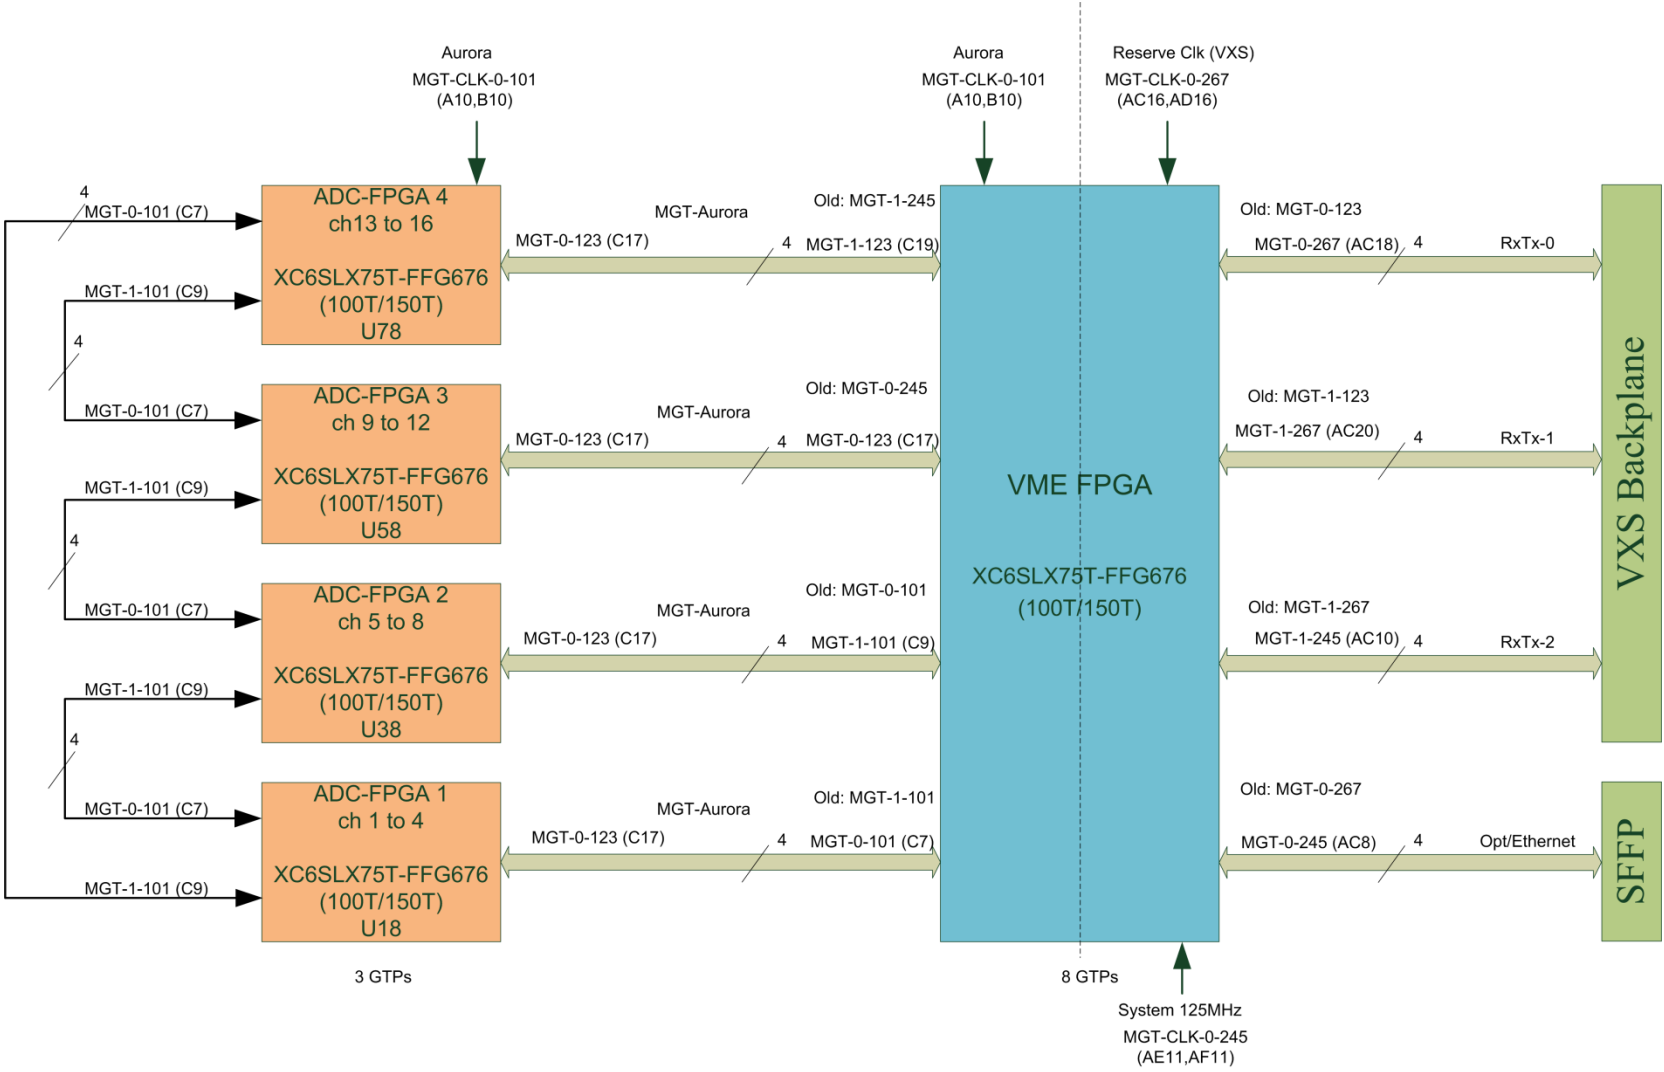 Aurora
MGT-CLK-0-101
(A10,B10)
Aurora
MGT-CLK-0-101
(A10,B10)
Reserve Clk (VXS)
MGT-CLK-0-267
(AC16,AD16)
4
MGT-0-101 (C7)
MGT-1-101 (C9)
4
MGT-0-101 (C7)
MGT-1-101 (C9)
4
MGT-0-101 (C7)
MGT-1-101 (C9)
4
MGT-0-101 (C7)
MGT-1-101 (C9)
ADC-FPGA 4
ch13 to 16
XC6SLX75T-FFG676
(100T/150T)
U78
ADC-FPGA 3
ch 9 to 12
XC6SLX75T-FFG676
(100T/150T)
U58
ADC-FPGA 2
ch 5 to 8
XC6SLX75T-FFG676
(100T/150T)
U38
ADC-FPGA 1
ch 1 to 4
XC6SLX75T-FFG676
(100T/150T)
U18
3 GTPs
MGT-Aurora
Old: MGT-1-245
MGT-0-123 (C17)
4
MGT-1-123 (C19)
Old: MGT-0-245
MGT-Aurora
MGT-0-123 (C17)
4
MGT-0-123 (C17)
Old: MGT-0-101
MGT-Aurora
MGT-0-123 (C17)
4
MGT-1-101 (C9)
Old: MGT-1-101
MGT-Aurora
MGT-0-123 (C17)
4
MGT-0-101 (C7)
VME FPGA
XC6SLX75T-FFG676
(100T/150T)
8 GTPs
System 125MHz
MGT-CLK-0-245
(AE11,AF11)
Old: MGT-0-123
MGT-0-267 (AC18)
4
RxTx-0
Old: MGT-1-123
MGT-1-267 (AC20)
4
RxTx-1
Old: MGT-1-267
MGT-1-245 (AC10)
4
RxTx-2
Old: MGT-0-267
MGT-0-245 (AC8)
4
Opt/Ethernet
VXS Backplane
SFFP